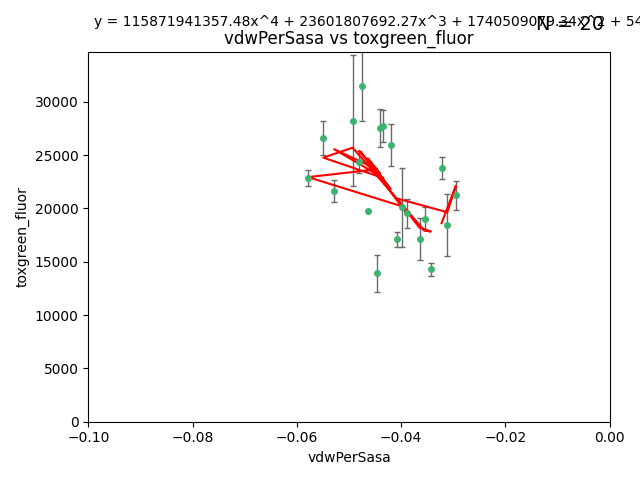 y = 115871941357.48x^4 + 23601807692.27x^3 + 1740509079.34x^2 + 54
N = 20
vdwPerSasa vs toxgreen_fluor
30000
25000
20000
15000
10000
5000
0
toxgreen_fluor
−0.10
−0.08
−0.06
−0.04
−0.02
0.00
vdwPerSasa